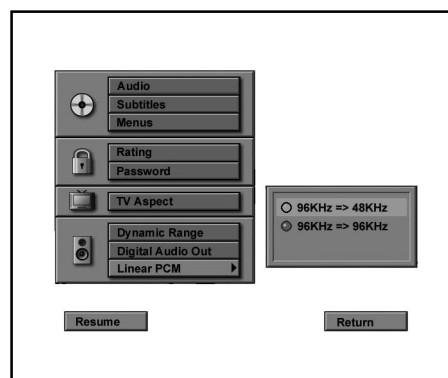 Audio
Subtitles
Menus
Rating
Password
TV Aspect
Dynamic Range
Digital Audio Out
Linear PCM
96KHz => 48KHz
96KHz => 96KHz
Resume
Return